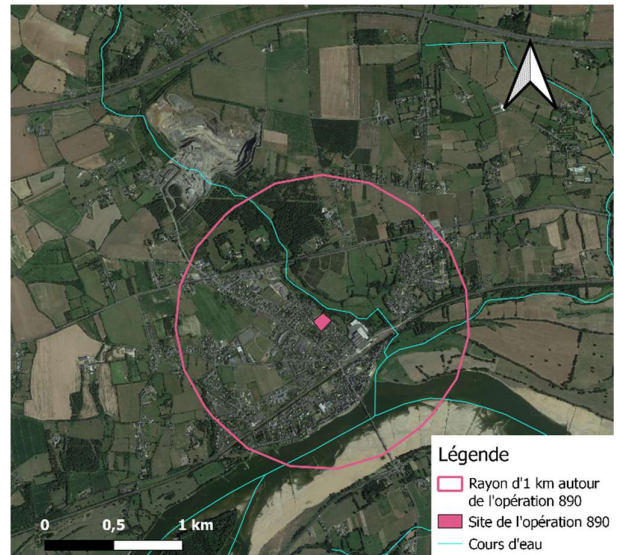 Légende
Rayon d'1 km autour
de l'opération 890
Site de l'opération 890
Cours d'eau
0 0,5 1 km